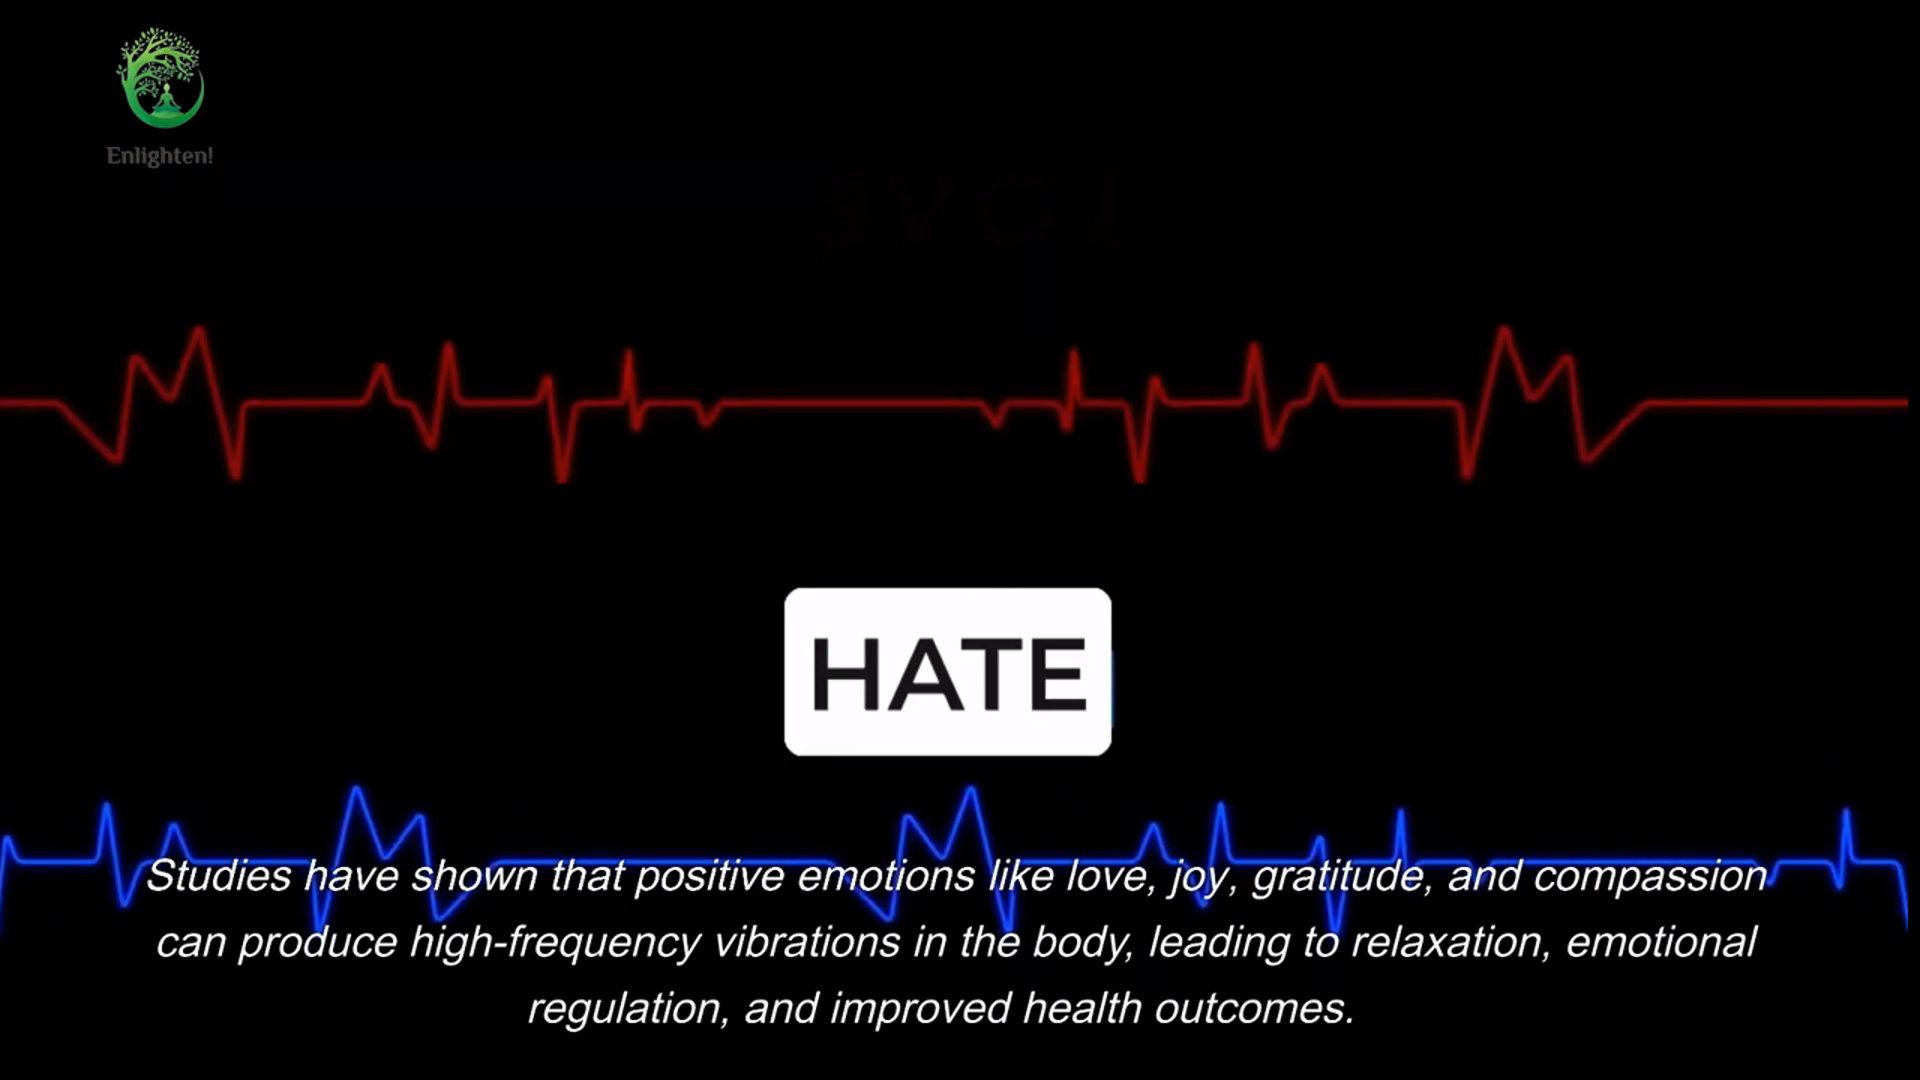 Enlighten!
HATE
Studies have shown that positive emotions like love, joy, gratitude, and compassion
can produce high-frequency vibrations in the body, leading to relaxation, emotional
regulation, and improved health outcomes.